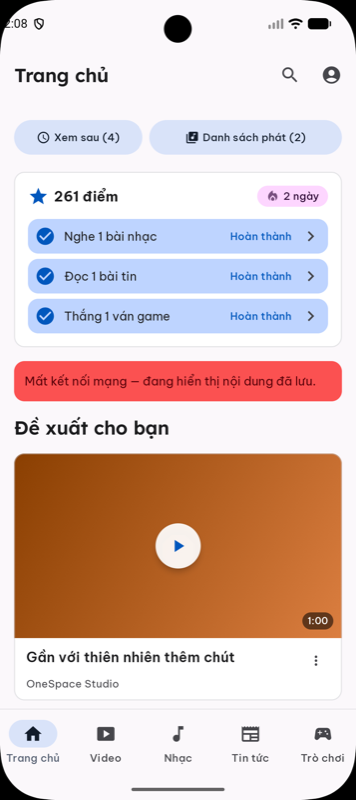 2:08
Trang chủ
Xem sau (4)
Danh sách phát (2)
261 điểm
2 ngày
Nghe 1 bài nhạc
Hoàn thành
Đọc 1 bài tin
Hoàn thành
Thắng 1 ván game
Hoàn thành
Mất kết nối mạng — đang hiển thị nội dung đã lưu.
Đề xuất cho bạn
1:00
Gần với thiên nhiên thêm chút
OneSpace Studio
Trang chủ
Video
Nhạc
Tin tức
Trò chơi